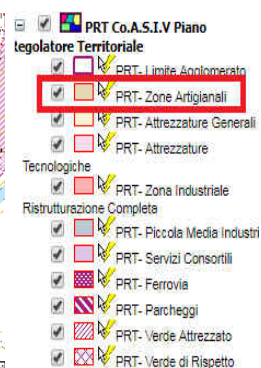 PRT Co.A.S.I.V Piano
Regolatore Territoriale
PRT- Limite Agglomerato
PRT- Zone Artigianali
PRT- Attrezzature Generali
PRT- Attrezzature
Tecnologiche
PRT- Zona Industriale
Ristrutturazione Completa
PRT- Piccola Media Industri
PRT- Servizi Consortili
PRT- Ferrovia
PRT- Parcheggi
PRT- Verde Attrezzato
PRT- Verde di Rispetto